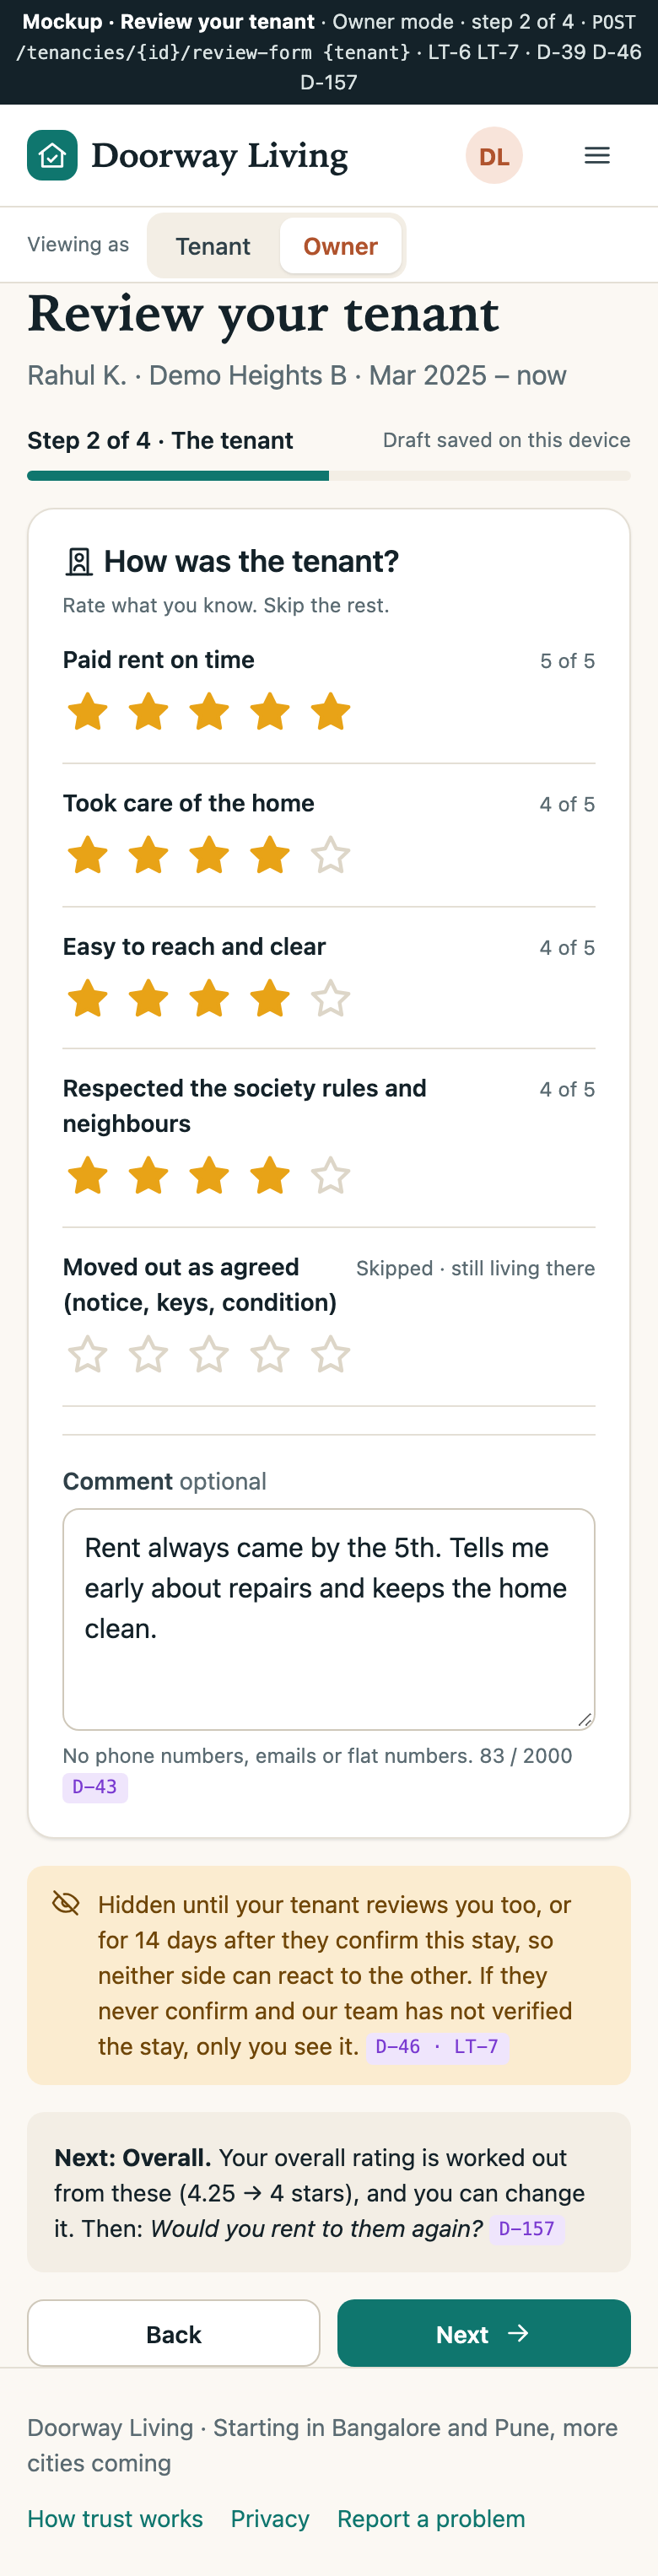 Mockup · Review your tenant · Owner mode · step 2 of 4 · POST
/tenancies/{id}/review-form {tenant} · LT-6 LT-7 · D-39 D-46
D-157
Doorway Living
DL
Viewing as
Tenant
Owner
Review your tenant
Rahul K. · Demo Heights B · Mar 2025 – now
Step 2 of 4 · The tenant
Draft saved on this device
How was the tenant?
Rate what you know. Skip the rest.
Paid rent on time
5 of 5
Took care of the home
4 of 5
Easy to reach and clear
4 of 5
Respected the society rules and
neighbours
4 of 5
Moved out as agreed
(notice, keys, condition)
Skipped · still living there
Comment optional
Rent always came by the 5th. Tells me
early about repairs and keeps the home
clean.
No phone numbers, emails or flat numbers. 83 / 2000
D-43
Hidden until your tenant reviews you too, or
for 14 days after they confirm this stay, so
neither side can react to the other. If they
never confirm and our team has not verified
the stay, only you see it. D-46 · LT-7
Next: Overall. Your overall rating is worked out
from these (4.25 → 4 stars), and you can change
it. Then: Would you rent to them again? D-157
Back
Next →
Doorway Living · Starting in Bangalore and Pune, more
cities coming
How trust works
Privacy
Report a problem